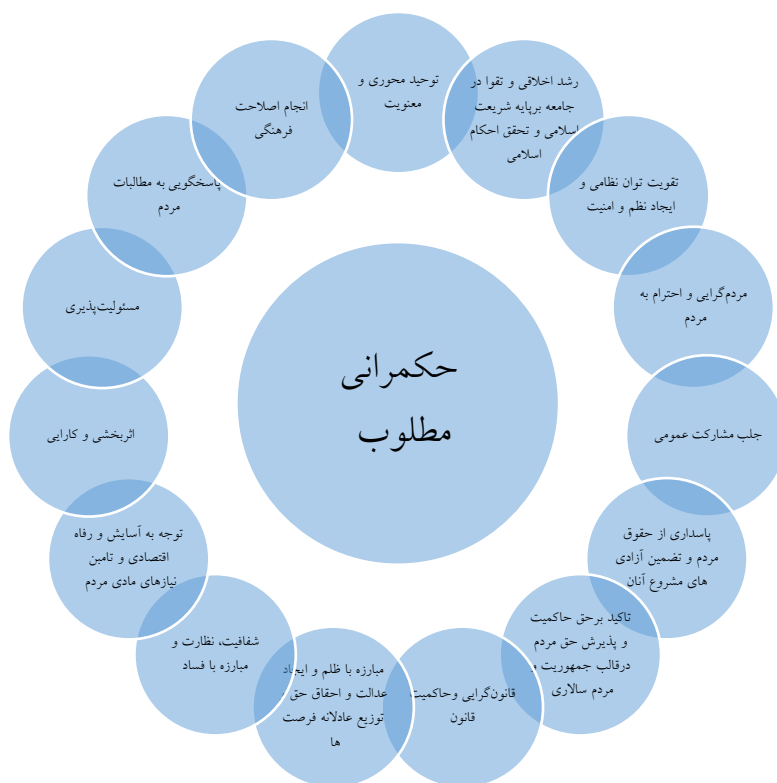 توحید محوری و
معنویت
رشد اخلاقی و تقوا در
جامعه برپایه شریعت
اسلامی و تحقق احکام
اسلامی
تقویت توان نظامی و
ایجاد نظم و امنیت
مردم‌گرایی و احترام به
مردم
جلب مشارکت عمومی
پاسداری از حقوق
مردم و تضمین آزادی
های مشروع آنان
تاکید برحق حاکمیت
و پذیرش حق مردم
درقالب جمهوریت و
مردم سالاری
قانون‌گرایی وحاکمیت
قانون
مبارزه با ظلم و ایجاد
عدالت و احقاق حق
توزیع عادلانه فرصت
ها
شفافیت، نظارت و
مبارزه با فساد
توجه به آسایش و رفاه
اقتصادی و تامین
نیازهای مادی مردم
اثربخشی و کارایی
مسئولیت‌پذیری
پاسخگویی به مطالبات
مردم
انجام اصلاحت
فرهنگی
حکمرانی
مطلوب